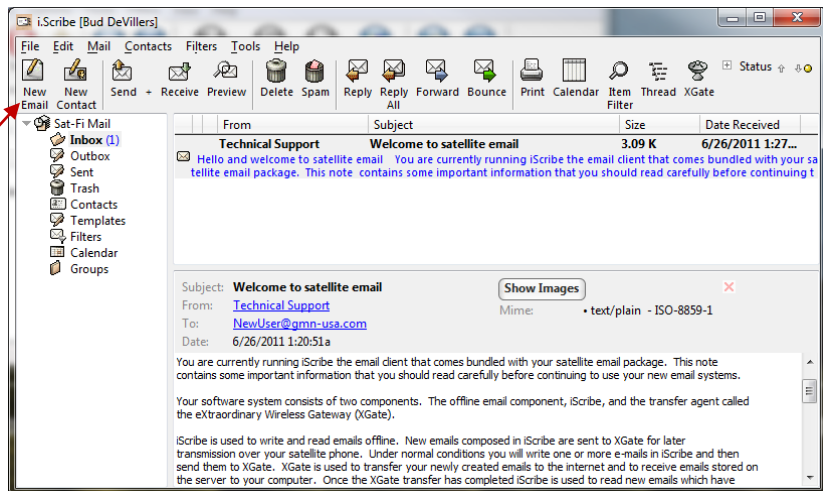 i.Scribe [Bud DeVillers]
File Edit Mail Contacts Filters Tools Help
New Email New Contact Send + Receive Preview Delete Spam Reply Reply All Forward Bounce Print Calendar Item Filter Thread XGate Status
Sat-Fi Mail
Inbox (1)
Outbox
Sent
Trash
Contacts
Templates
Filters
Calendar
Groups
From Subject Size Date Received
Technical Support Welcome to satellite email 3.09 K 6/26/2011 1:27...
Hello and welcome to satellite email You are currently running iScribe the email client that comes bundled with your sa
tellite email package. This note contains some important information that you should read carefully before continuing t
Subject: Welcome to satellite email
Show Images
From: Technical Support
Mime: • text/plain - ISO-8859-1
To: NewUser@gmn-usa.com
Date: 6/26/2011 1:20:51a
You are currently running iScribe the email client that comes bundled with your satellite email package. This note
contains some important information that you should read carefully before continuing to use your new email systems.
Your software system consists of two components. The offline email component, iScribe, and the transfer agent called
the eXtraordinary Wireless Gateway (XGate).
iScribe is used to write and read emails offline. New emails composed in iScribe are sent to XGate for later
transmission over your satellite phone. Under normal conditions you will write one or more e-mails in iScribe and then
send them to XGate. XGate is used to transfer your newly created emails to the internet and to receive emails stored on
the server to your computer. Once the XGate transfer has completed iScribe is used to read new emails which have